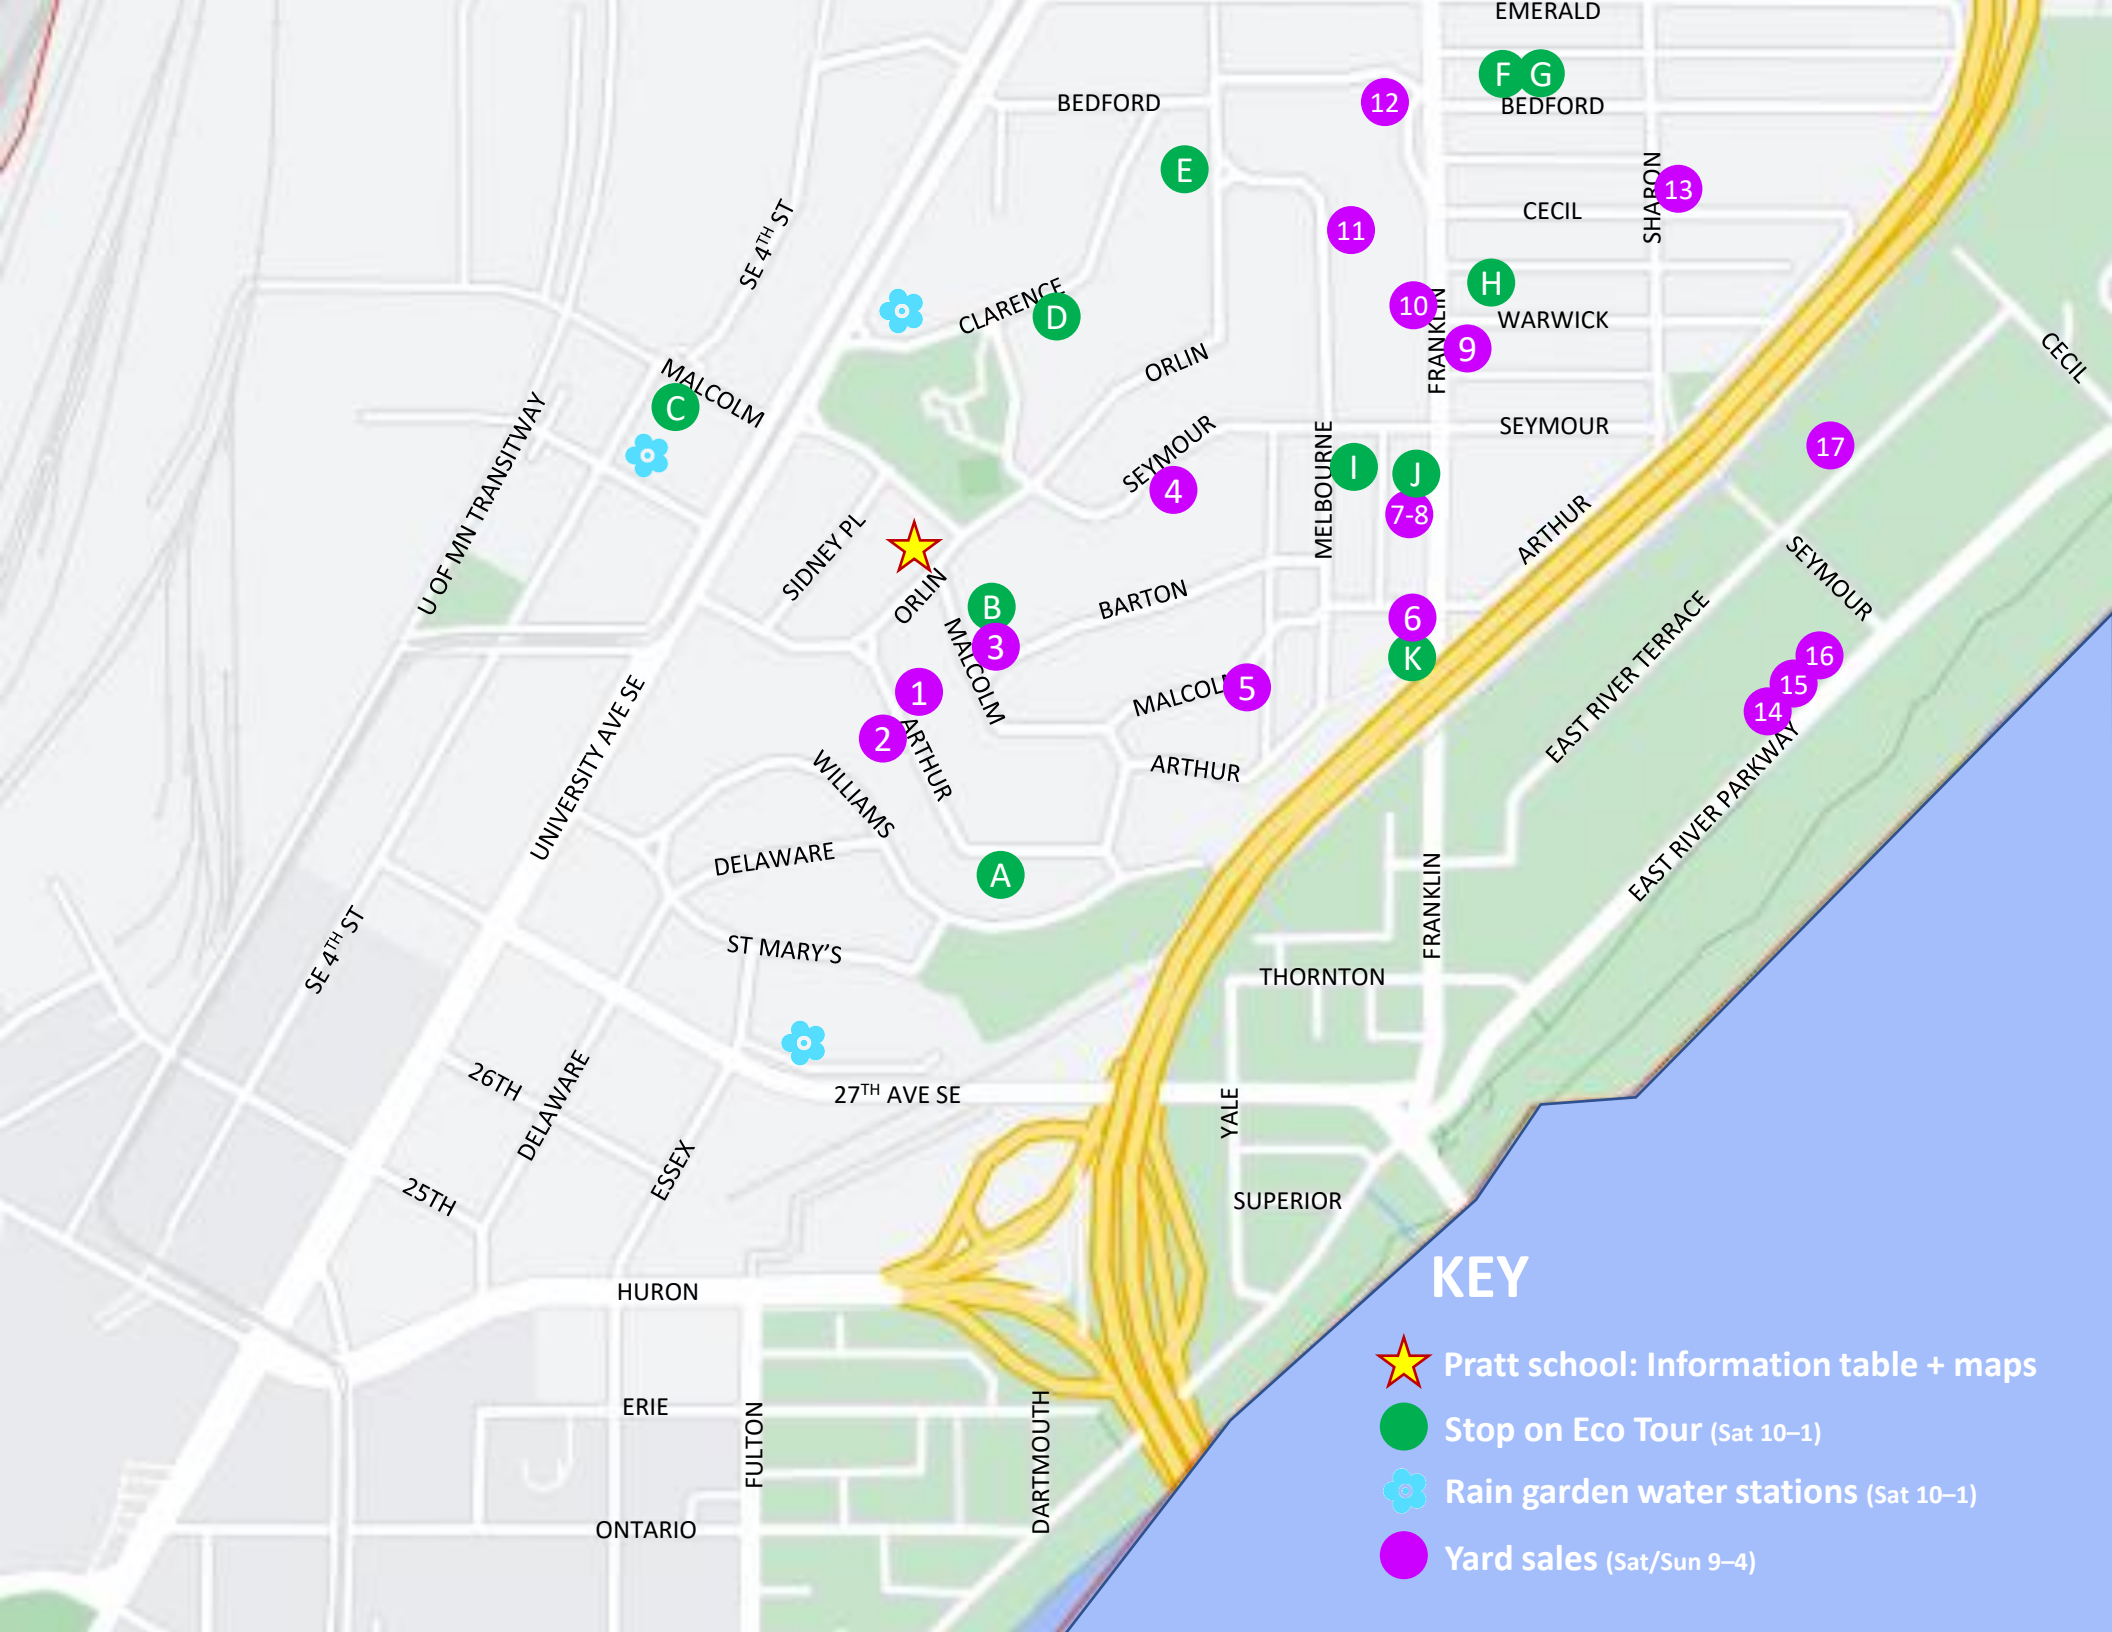 EMERALD
F
G
BEDFORD
BEDFORD
12
E
SHARON
13
CECIL
SE 4TH ST
11
CLARENCE
D
H
10
FRANKLIN
WARWICK
9
CECIL
ORLIN
MALCOLM
C
SEYMOUR
SEYMOUR
4
MELBOURNE
I
J
7-8
17
U OF MN TRANSITWAY
SIDNEY PL
ORLIN
ARTHUR
SEYMOUR
B
3
MALCOLM
BARTON
6
K
EAST RIVER TERRACE
16
15
14
1
2
ARTHUR
MALCOL
5
ARTHUR
UNIVERSITY AVE SE
WILLIAMS
DELAWARE
A
EAST RIVER PARKWAY
FRANKLIN
SE 4TH ST
ST MARY'S
THORNTON
26TH
DELAWARE
27TH AVE SE
YALE
ESSEX
25TH
SUPERIOR
HURON
ERIE
FULTON
DARTMOUTH
ONTARIO
KEY
Pratt school: Information table + maps
Stop on Eco Tour (Sat 10–1)
Rain garden water stations (Sat 10–1)
Yard sales (Sat/Sun 9–4)